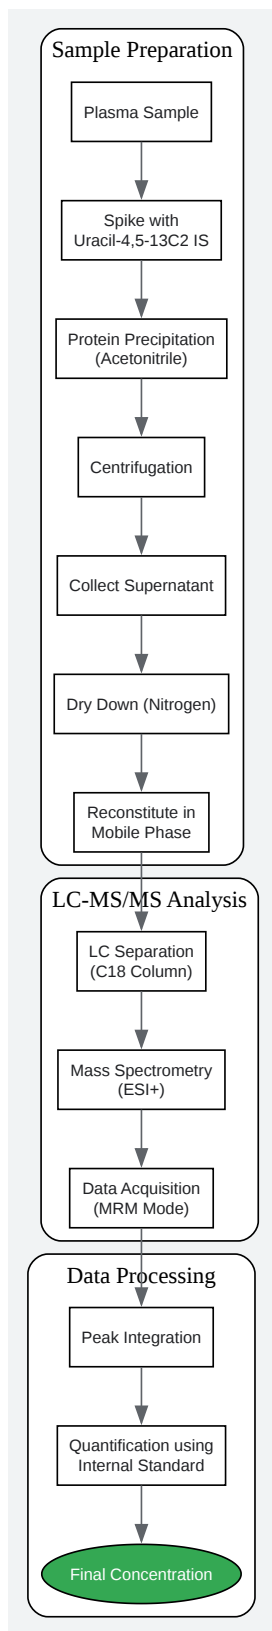 Sample Preparation
Plasma Sample
Spike with
Uracil-4,5-13C2 IS
Protein Precipitation
(Acetonitrile)
Centrifugation
Collect Supernatant
Dry Down (Nitrogen)
Reconstitute in
Mobile Phase
LC-MS/MS Analysis
LC Separation
(C18 Column)
Mass Spectrometry
(ESI+)
Data Acquisition
(MRM Mode)
Data Processing
Peak Integration
Quantification using
Internal Standard
Final Concentration